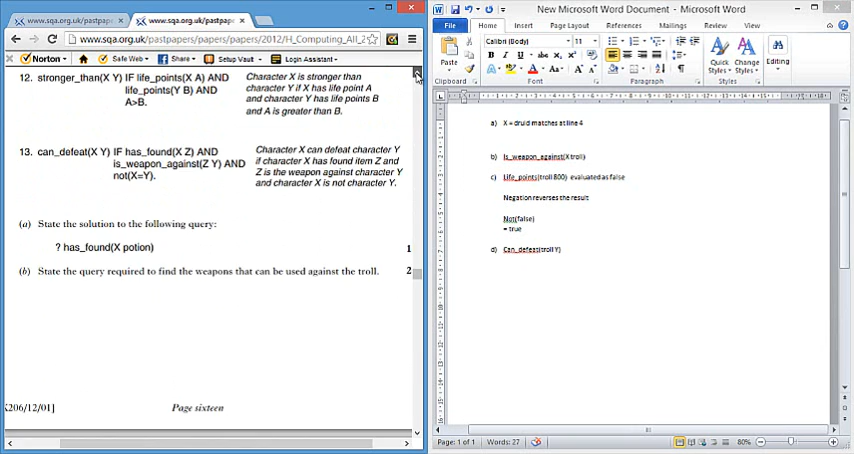 www.sqa.org.uk/pastpap
www.sqa.org.uk/pastpape
www.sqa.org.uk/pastpapers/papers/papers/2012/H_Computing_All_2
Norton
Safe Web
Share
Support Vault
Login Assistant
12. stronger_than(X Y) IF life_points(X A) AND
life_points(Y B) AND
A>B.
Character X is stronger than
character Y if X has life point A
and character Y has life points B
and A is greater than B.
13. can_defeat(X Y) IF has_found(X Z) AND
is_weapon_against(Z Y) AND
not(X=Y).
Character X can defeat character Y
if character X has found item Z and
Z is the weapon against character Y
and character X is not character Y.
(a) State the solution to the following query:
? has_found(X potion)
1
(b) State the query required to find the weapons that can be used against the troll.
2
X206/12/01]
Page sixteen
New Microsoft Word Document - Microsoft Word
File
Home
Insert
Page Layout
References
Mailings
Review
View
Paste
Calibri (Body)
Quick
Styles
Change
Styles
Editing
Clipboard
Font
Paragraph
Styles
a) X = druid matches at line 4
b) Is_weapon_against(X troll)
c) Life_points(troll 800) evaluated as false
Negation reverses the result
Not(false)
= true
d) Can_defeat(troll Y)
Page: 1 of 1
Words: 27
80%